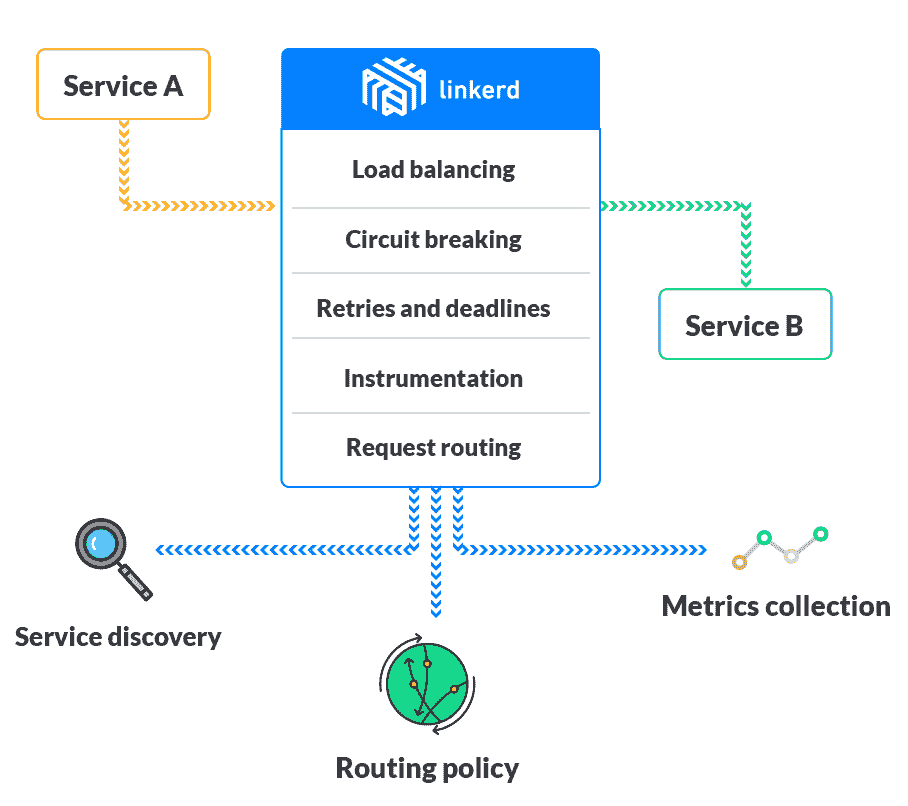 Service A
linkerd
Load balancing
Circuit breaking
Retries and deadlines
Instrumentation
Request routing
Service B
Service discovery
Metrics collection
Routing policy